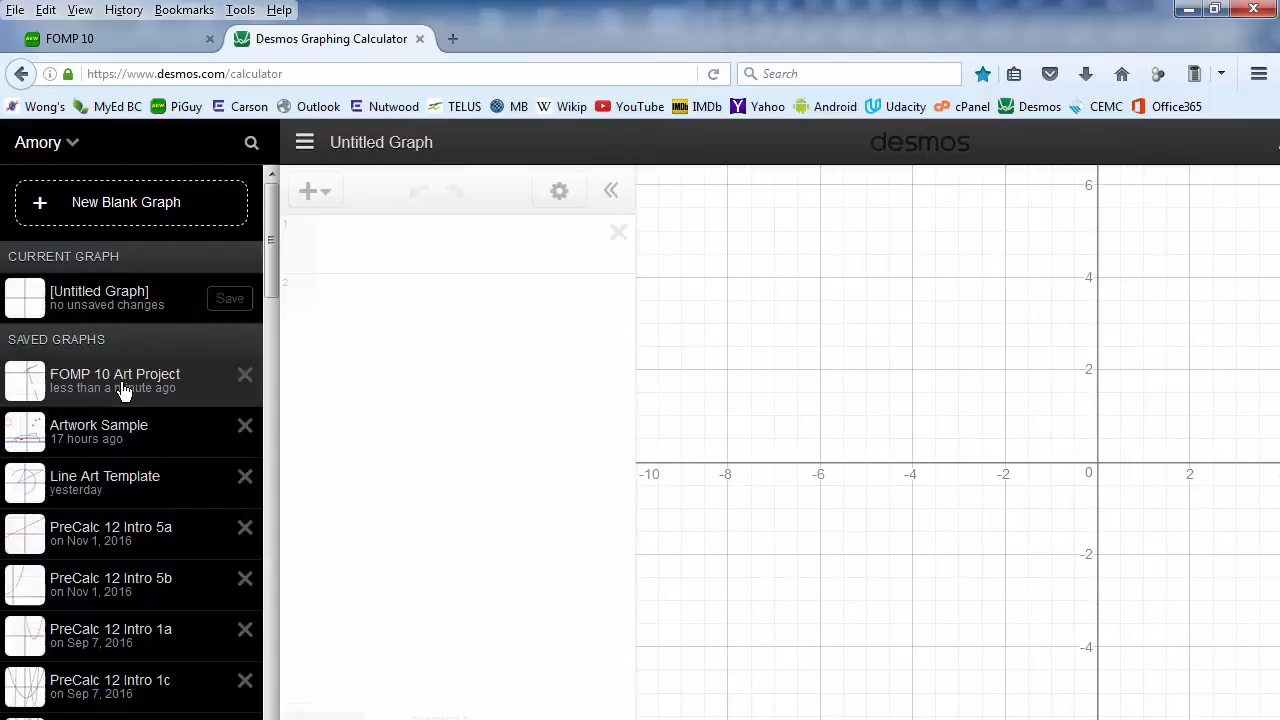 File Edit View History Bookmarks Tools Help
FOMP 10
Desmos Graphing Calculator
https://www.desmos.com/calculator
Search
Wong's MyEd BC PiGuy Carson Outlook Nutwood TELUS MB Wikip YouTube IMDb Yahoo Android Udacity cPanel Desmos CEMC Office365
Amory
Untitled Graph
desmos
New Blank Graph
CURRENT GRAPH
[Untitled Graph]
no unsaved changes
Save
SAVED GRAPHS
FOMP 10 Art Project
less than a minute ago
Artwork Sample
17 hours ago
Line Art Template
yesterday
PreCalc 12 Intro 5a
on Nov 1, 2016
PreCalc 12 Intro 5b
on Nov 1, 2016
PreCalc 12 Intro 1a
on Sep 7, 2016
PreCalc 12 Intro 1c
on Sep 7, 2016
1
2
6
4
2
-10 -8 -6 -4 -2 0 2
-2
-4